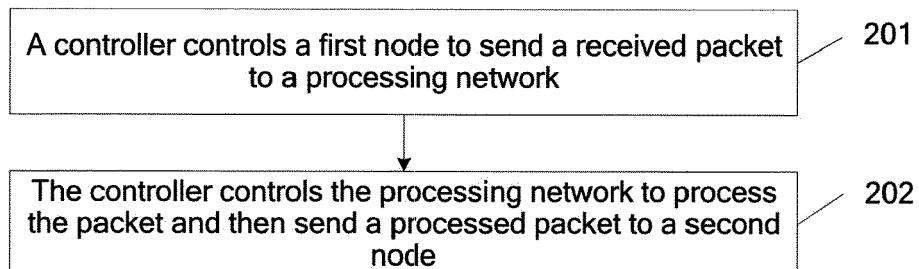 A controller controls a first node to send a received packet
to a processing network
201
The controller controls the processing network to process
the packet and then send a processed packet to a second
node
202